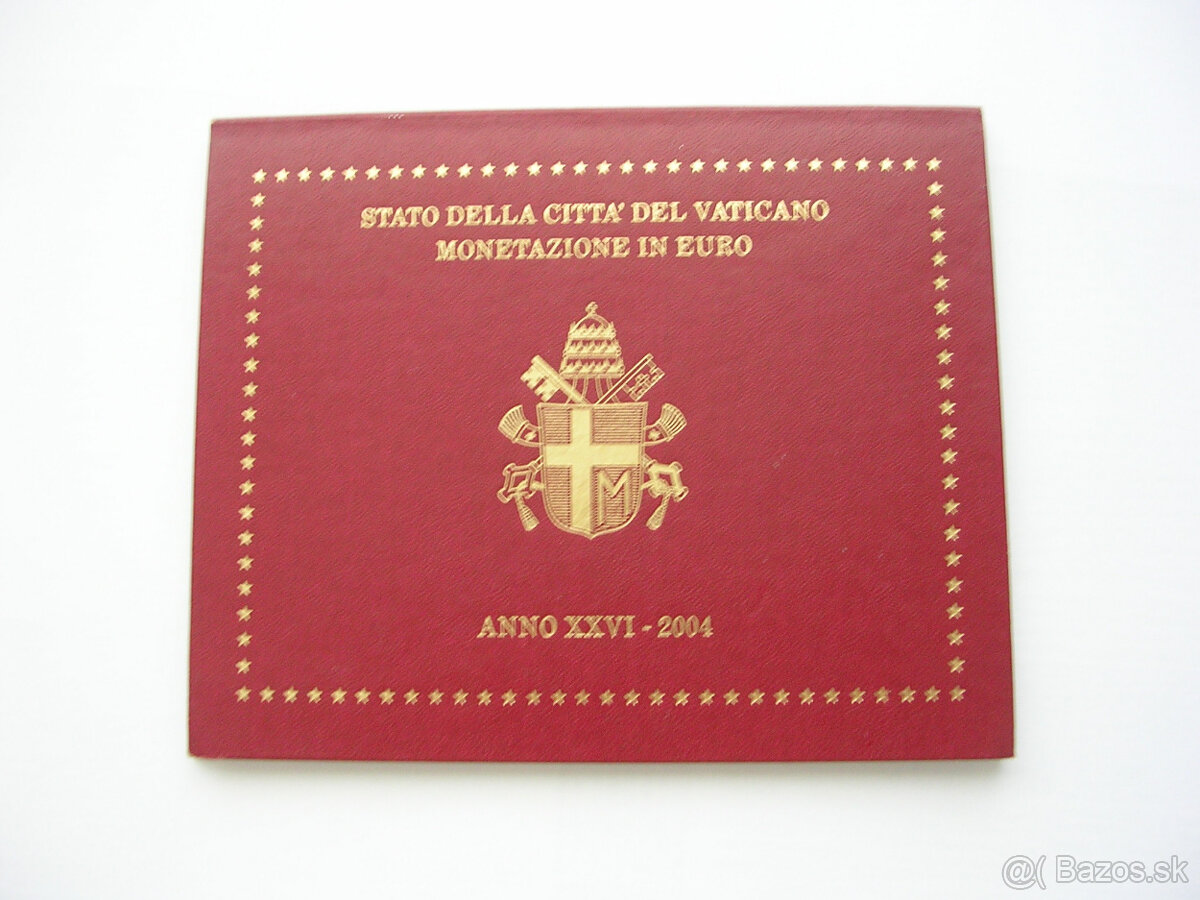 STATO DELLA CITTA' DEL VATICANO
MONETAZIONE IN EURO
M
ANNO XXVI - 2004
@( Bazos.sk